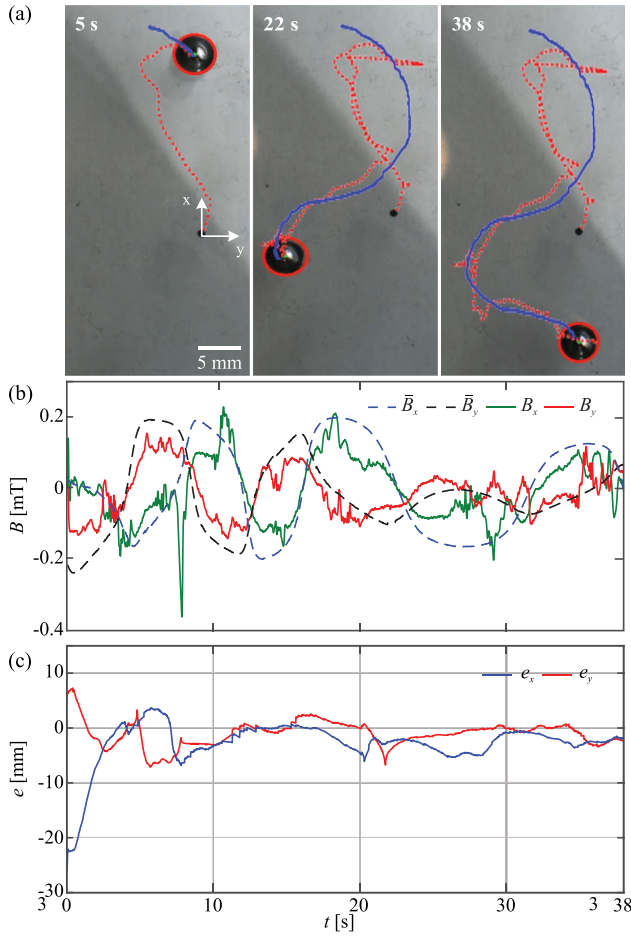 (a)
5 s 22 s 38 s
x
y
5 mm
(b)
B̄x B̄y Bx By
0.2
0
-0.2
-0.4
B [mT]
(c)
ex ey
10
0
-10
-20
-30
e [mm]
3 0 10 20 30 3 38
t [s]